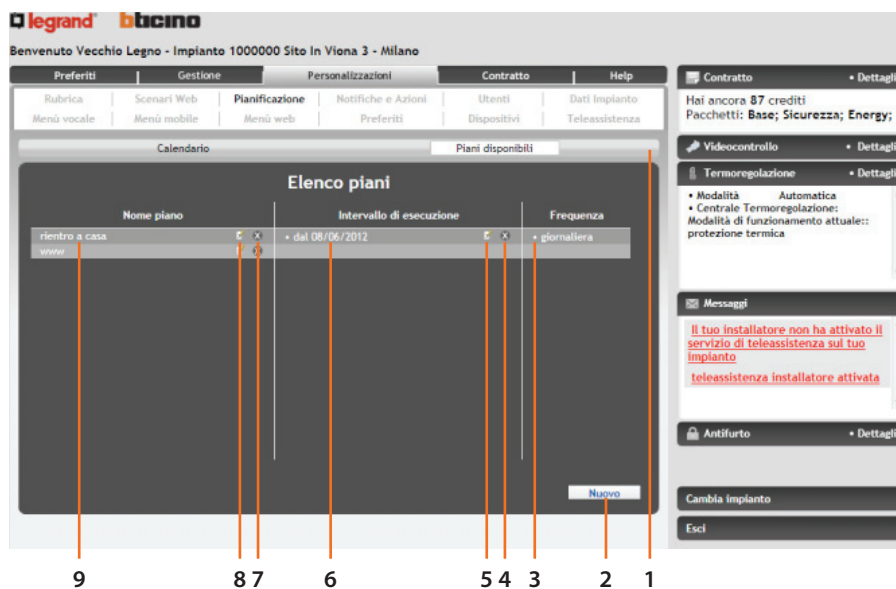 legrand bticino
Benvenuto Vecchio Legno - Impianto 1000000 Sito In Viona 3 - Milano
Preferiti Gestione Personalizzazioni Contratto Help
Rubrica Scenari Web Pianificazione Notifiche e Azioni Utenti Dati Impianto
Menù vocale Menù mobile Menù web Preferiti Dispositivi Teleassistenza
Calendario Piani disponibili
Elenco piani
Nome piano Intervallo di esecuzione Frequenza
rientro a casa • dal 08/06/2012 • giornaliera
www
Nuovo
Contratto • Dettagli
Hai ancora 87 crediti
Pacchetti: Base; Sicurezza; Energy;
Videocontrollo • Dettagli
Termoregolazione • Dettagli
• Modalità Automatica
• Centrale Termoregolazione:
Modalità di funzionamento attuale::
protezione termica
Messaggi
Il tuo installatore non ha attivato il
servizio di teleassistenza sul tuo
impianto
teleassistenza installatore attivata
Antifurto • Dettagli
Cambia impianto
Esci
9 8 7 6 5 4 3 2 1